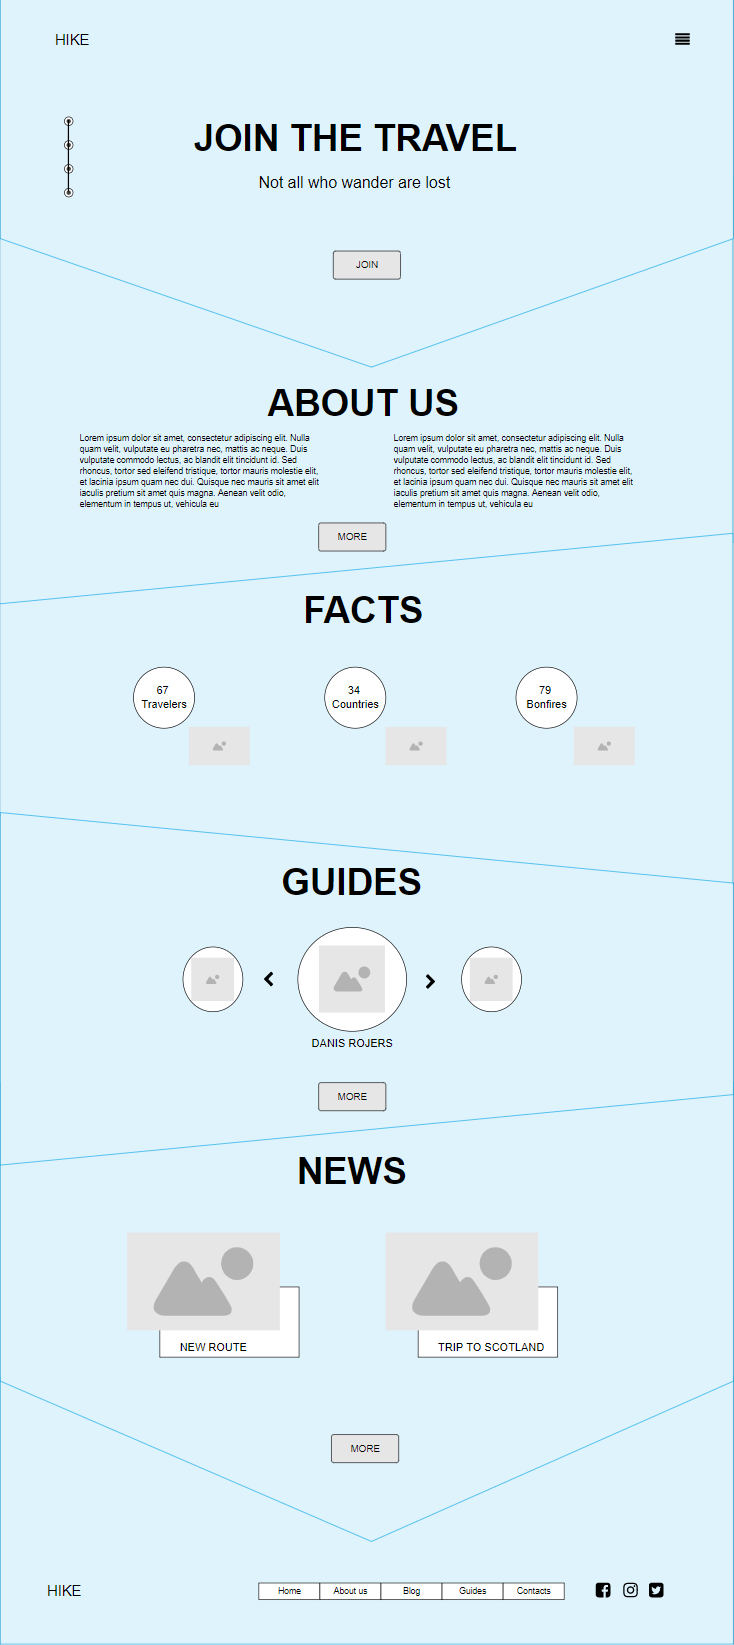 HIKE
JOIN THE TRAVEL
Not all who wander are lost
JOIN
ABOUT US
Lorem ipsum dolor sit amet, consectetur adipiscing elit. Nulla
quam velit, vulputate eu pharetra nec, mattis ac neque. Duis
vulputate commodo lectus, ac blandit elit tincidunt id. Sed
rhoncus, tortor sed eleifend tristique, tortor mauris molestie elit,
et lacinia ipsum quam nec dui. Quisque nec mauris sit amet elit
iaculis pretium sit amet quis magna. Aenean velit odio,
elementum in tempus ut, vehicula eu
Lorem ipsum dolor sit amet, consectetur adipiscing elit. Nulla
quam velit, vulputate eu pharetra nec, mattis ac neque. Duis
vulputate commodo lectus, ac blandit elit tincidunt id. Sed
rhoncus, tortor sed eleifend tristique, tortor mauris molestie elit,
et lacinia ipsum quam nec dui. Quisque nec mauris sit amet elit
iaculis pretium sit amet quis magna. Aenean velit odio,
elementum in tempus ut, vehicula eu
MORE
FACTS
67
Travelers
34
Countries
79
Bonfires
GUIDES
DANIS ROJERS
MORE
NEWS
NEW ROUTE
TRIP TO SCOTLAND
MORE
HIKE
Home
About us
Blog
Guides
Contacts